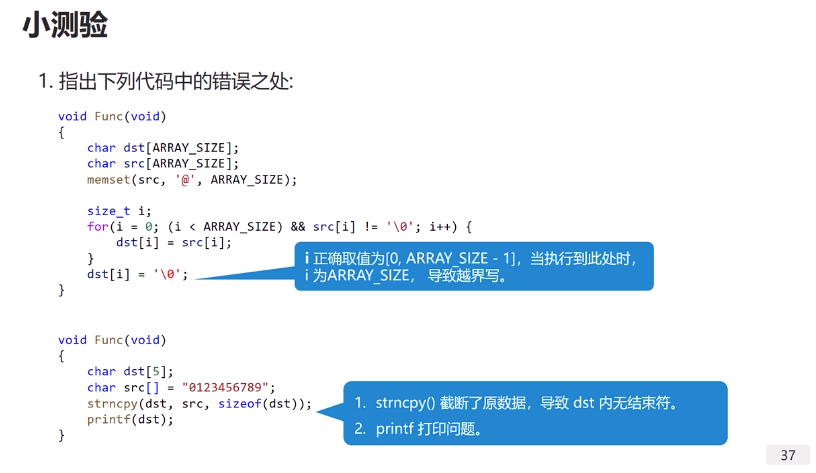 小测验
1. 指出下列代码中的错误之处:
void Func(void)
{
    char dst[ARRAY_SIZE];
    char src[ARRAY_SIZE];
    memset(src, '@', ARRAY_SIZE);
    size_t i;
    for(i = 0; (i < ARRAY_SIZE) && src[i] != '\0'; i++) {
        dst[i] = src[i];
    }
    dst[i] = '\0';
}
i 正确取值为[0, ARRAY_SIZE - 1]，当执行到此处时，
i 为ARRAY_SIZE， 导致越界写。
void Func(void)
{
    char dst[5];
    char src[] = "0123456789";
    strncpy(dst, src, sizeof(dst));
    printf(dst);
}
1. strncpy() 截断了原数据，导致 dst 内无结束符。
2. printf 打印问题。
37